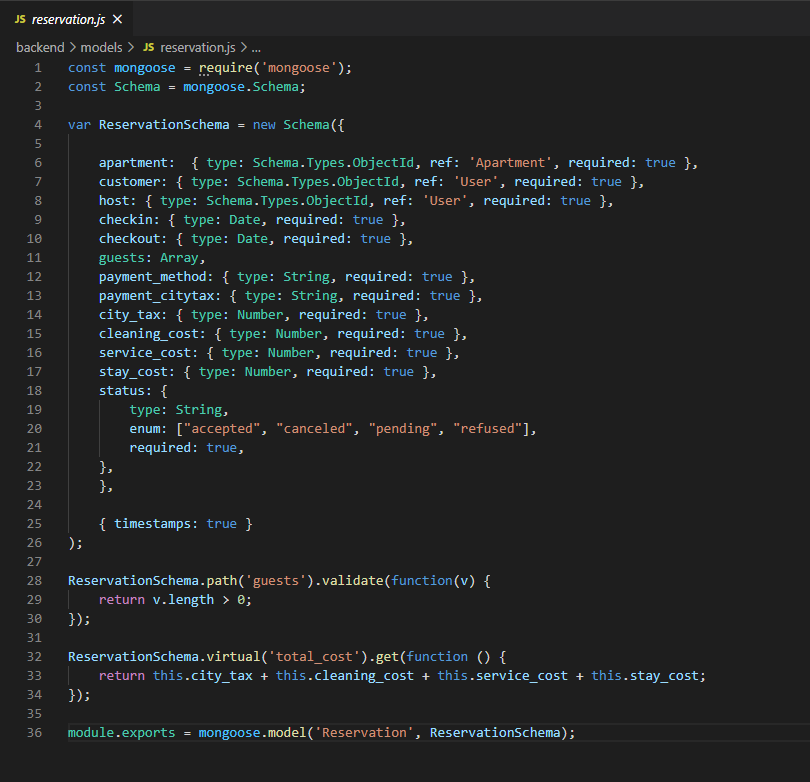 JS reservation.js ×
backend > models > JS reservation.js > ...
1 const mongoose = require('mongoose');
2 const Schema = mongoose.Schema;
3
4 var ReservationSchema = new Schema({
5
6     apartment:  { type: Schema.Types.ObjectId, ref: 'Apartment', required: true },
7     customer: { type: Schema.Types.ObjectId, ref: 'User', required: true },
8     host: { type: Schema.Types.ObjectId, ref: 'User', required: true },
9     checkin: { type: Date, required: true },
10     checkout: { type: Date, required: true },
11     guests: Array,
12     payment_method: { type: String, required: true },
13     payment_citytax: { type: String, required: true },
14     city_tax: { type: Number, required: true },
15     cleaning_cost: { type: Number, required: true },
16     service_cost: { type: Number, required: true },
17     stay_cost: { type: Number, required: true },
18     status: {
19         type: String,
20         enum: ["accepted", "canceled", "pending", "refused"],
21         required: true,
22     },
23     },
24
25     { timestamps: true }
26 );
27
28 ReservationSchema.path('guests').validate(function(v) {
29     return v.length > 0;
30 });
31
32 ReservationSchema.virtual('total_cost').get(function () {
33     return this.city_tax + this.cleaning_cost + this.service_cost + this.stay_cost;
34 });
35
36 module.exports = mongoose.model('Reservation', ReservationSchema);